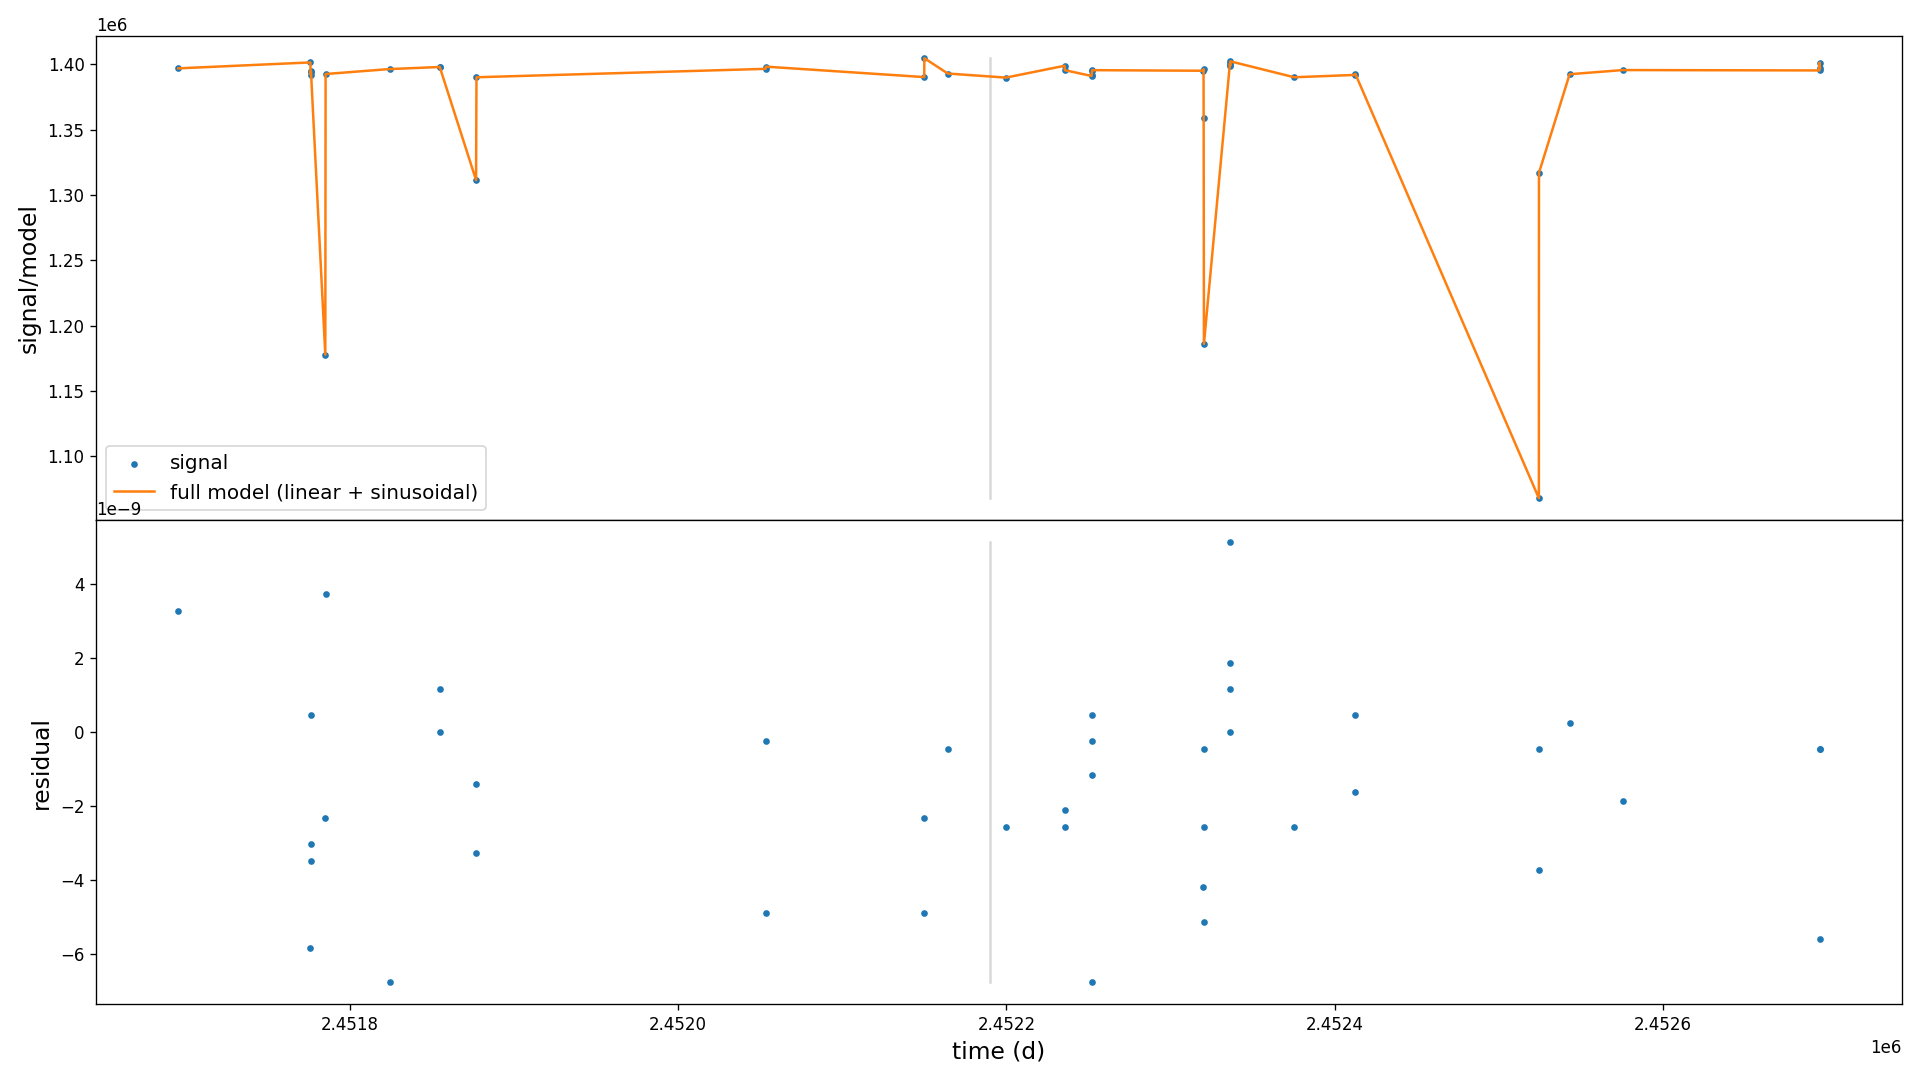 1e6
1.40
1.35
1.30
1.25
1.20
1.15
1.10
signal/model
signal
full model (linear + sinusoidal)
1e−9
4
2
0
−2
−4
−6
residual
2.4518
2.4520
2.4522
2.4524
2.4526
time (d)
1e6